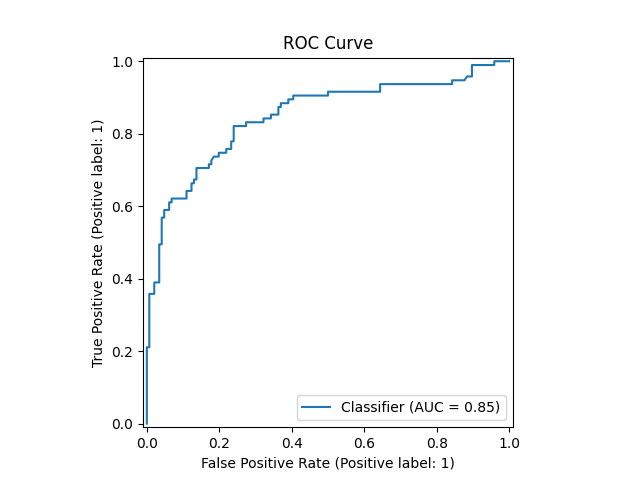 ROC Curve
1.0
0.8
0.6
0.4
0.2
0.0
True Positive Rate (Positive label: 1)
Classifier (AUC = 0.85)
0.0 0.2 0.4 0.6 0.8 1.0
False Positive Rate (Positive label: 1)